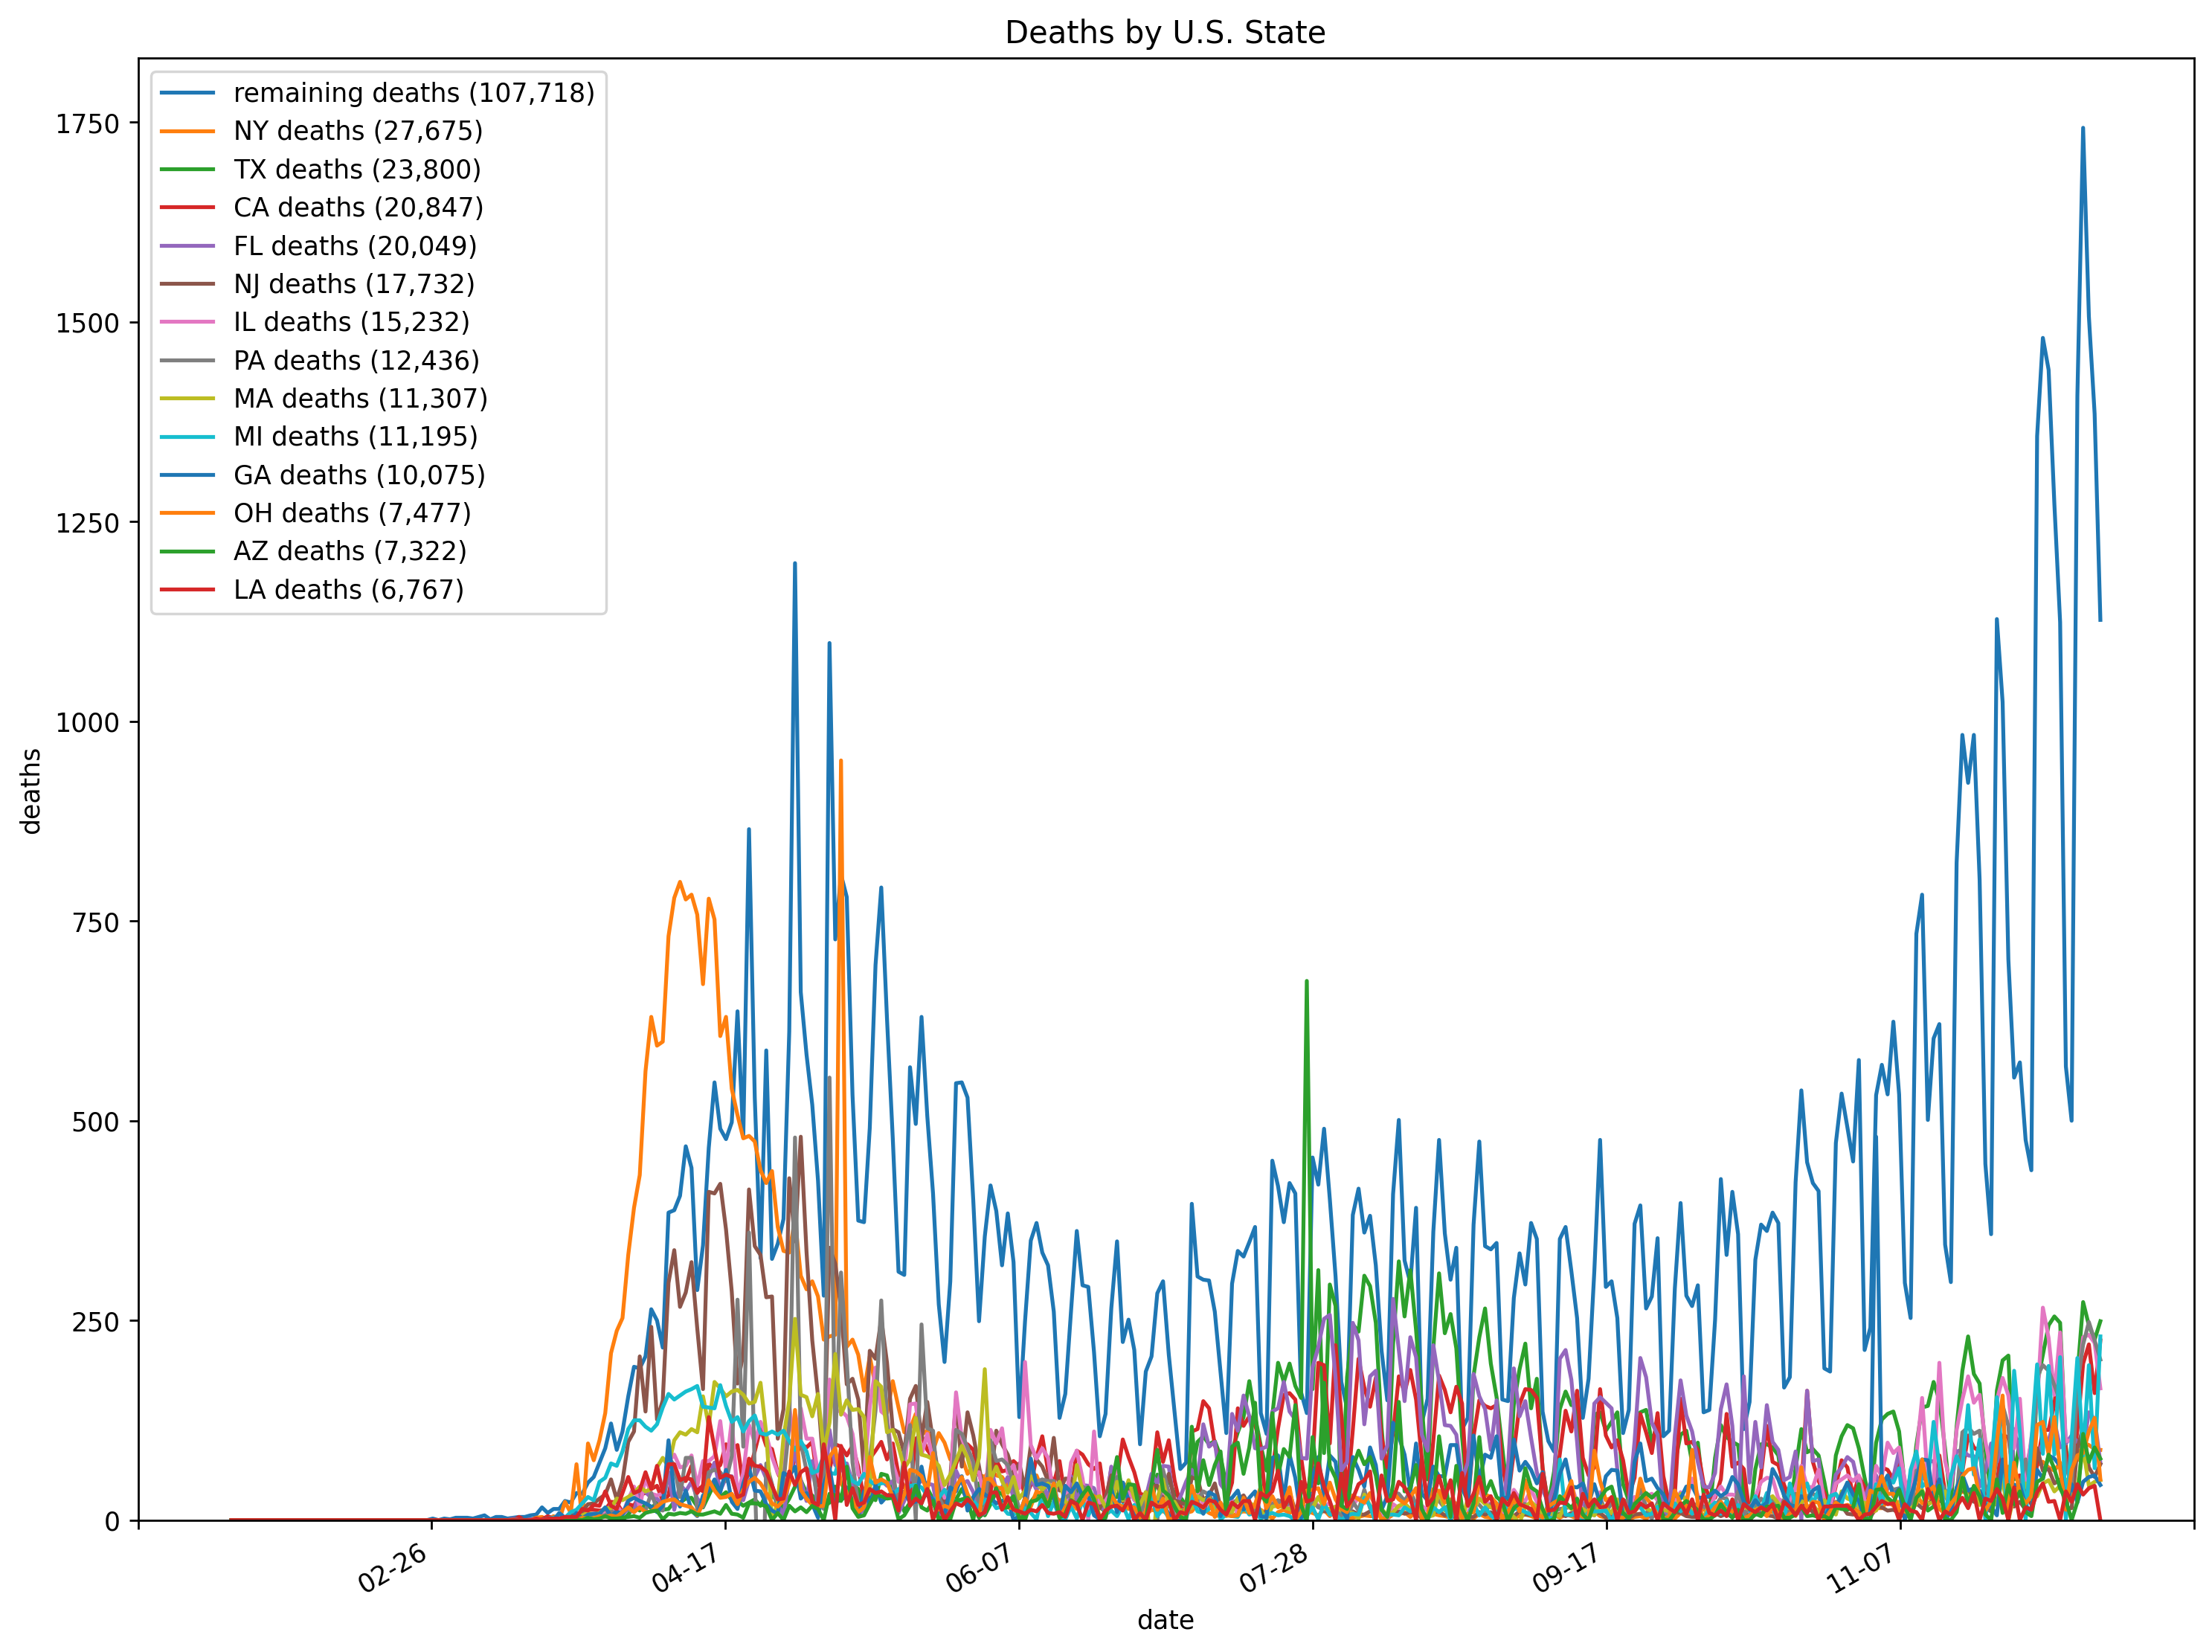 Deaths by U.S. State
remaining deaths (107,718)
NY deaths (27,675)
TX deaths (23,800)
CA deaths (20,847)
FL deaths (20,049)
NJ deaths (17,732)
IL deaths (15,232)
PA deaths (12,436)
MA deaths (11,307)
MI deaths (11,195)
GA deaths (10,075)
OH deaths (7,477)
AZ deaths (7,322)
LA deaths (6,767)
1750
1500
1250
1000
750
500
250
0
deaths
02-26
04-17
06-07
07-28
09-17
11-07
date